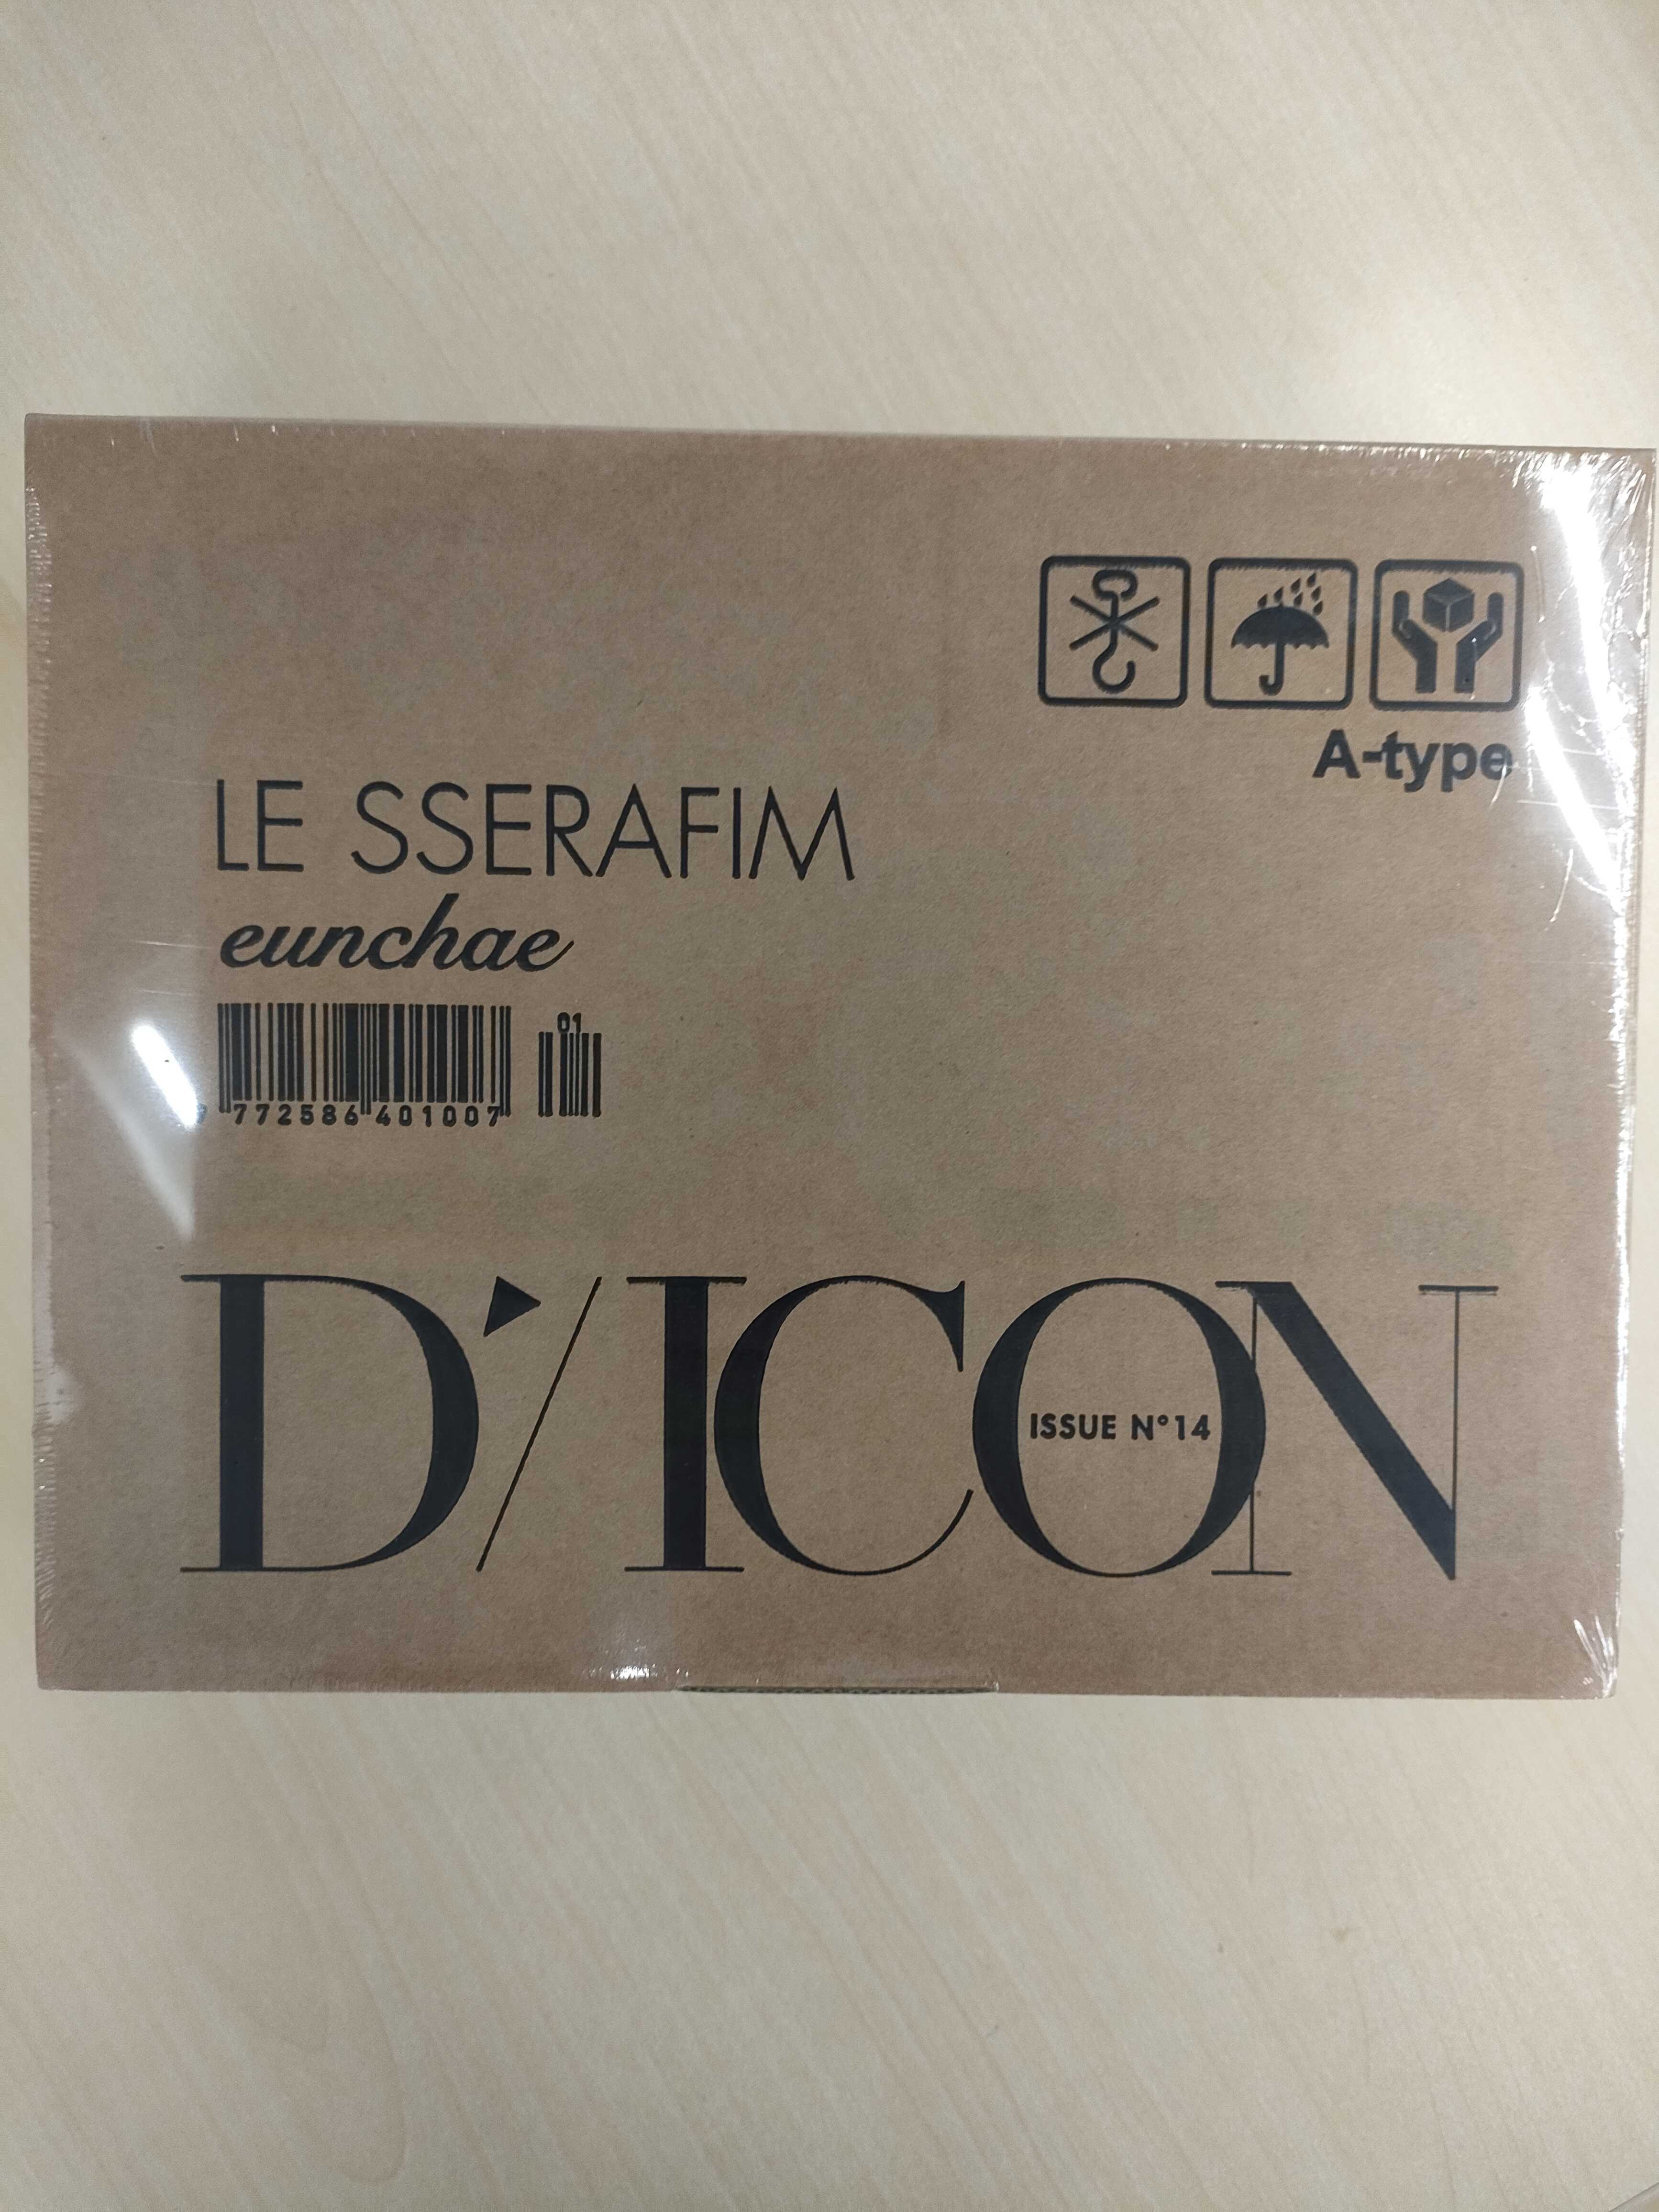 A-type
LE SSERAFIM
eunchae
01
772586 401007
D'/ICON
ISSUE N°14